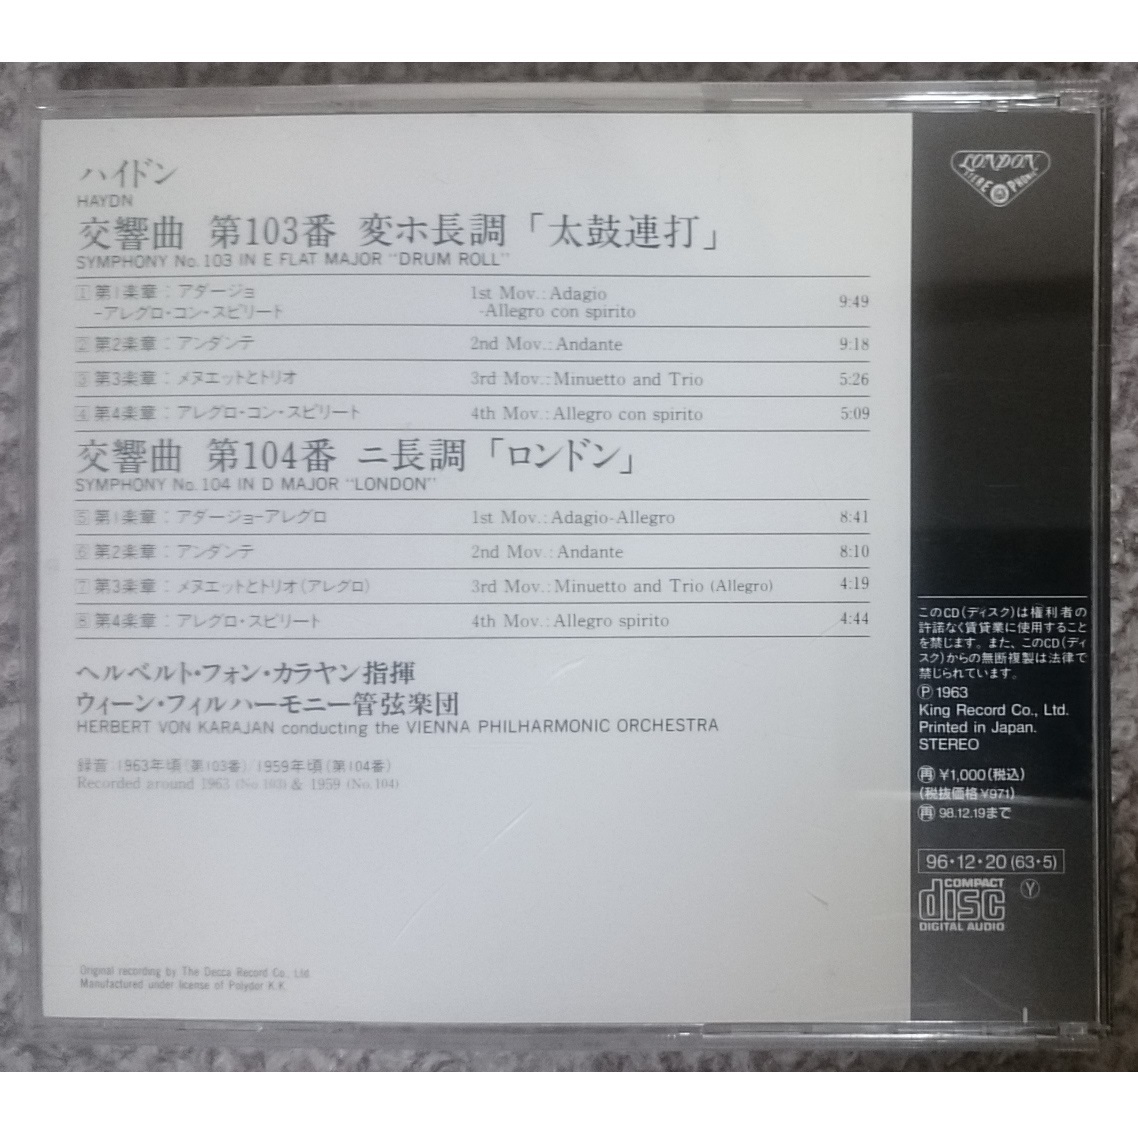 ハイドン
HAYDN
交響曲 第103番 変ホ長調「太鼓連打」
SYMPHONY No. 103 IN E FLAT MAJOR "DRUM ROLL"
1 第1楽章：アダージョ 1st Mov.: Adagio
-アレグロ・コン・スピリート -Allegro con spirito 9:49
2 第2楽章：アンダンテ 2nd Mov.: Andante 9:18
3 第3楽章：メヌエットとトリオ 3rd Mov.: Minuetto and Trio 5:26
4 第4楽章：アレグロ・コン・スピリート 4th Mov.: Allegro con spirito 5:09
交響曲 第104番 ニ長調「ロンドン」
SYMPHONY No. 104 IN D MAJOR "LONDON"
5 第1楽章：アダージョ-アレグロ 1st Mov.: Adagio-Allegro 8:41
6 第2楽章：アンダンテ 2nd Mov.: Andante 8:10
7 第3楽章：メヌエットとトリオ(アレグロ) 3rd Mov.: Minuetto and Trio (Allegro) 4:19
8 第4楽章：アレグロ・スピリート 4th Mov.: Allegro spirito 4:44
ヘルベルト・フォン・カラヤン指揮
ウィーン・フィルハーモニー管弦楽団
HERBERT VON KARAJAN conducting the VIENNA PHILHARMONIC ORCHESTRA
録音：1963年頃(第103番) 1959年頃(第104番)
Recorded around 1963 (No. 103) & 1959 (No. 104)
Original recording by The Decca Record Co., Ltd.
Manufactured under license of Polydor K.K.
LONDON
STEREOPHONIC
このCD(ディスク)は権利者の
許諾なく賃貸業に使用すること
を禁じます。また、このCD(ディ
スク)からの無断複製は法律で
禁じられています。
Ⓟ 1963
King Record Co., Ltd.
Printed in Japan.
STEREO
再 ¥1,000(税込)
(税抜価格 ¥971)
再 98.12.19まで
96・12・20(63・5)
COMPACT
disc
DIGITAL AUDIO
Ⓨ